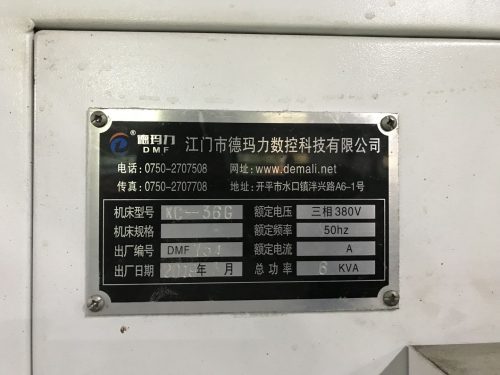 德玛力 DMF 江门市德玛力数控科技有限公司
电话：0750-2707508 网址：www.demali.net
传真：0750-2707708 地址：开平市水口镇泮兴路A6-1号
机床型号 KC-36G 额定电压 三相380V
机床规格 额定频率 50hz
出厂编号 DMF 额定电流 A
出厂日期 年 月 总功率 6 KVA